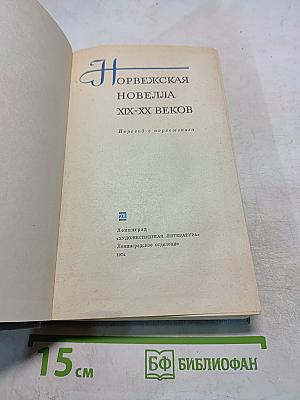 НОРВЕЖСКАЯ
НОВЕЛЛА
XIX-XX ВЕКОВ
Перевод с норвежского
Ленинград
«ХУДОЖЕСТВЕННАЯ ЛИТЕРАТУРА»
Ленинградское отделение
1974
15 см
БФ БИБЛИОФАН